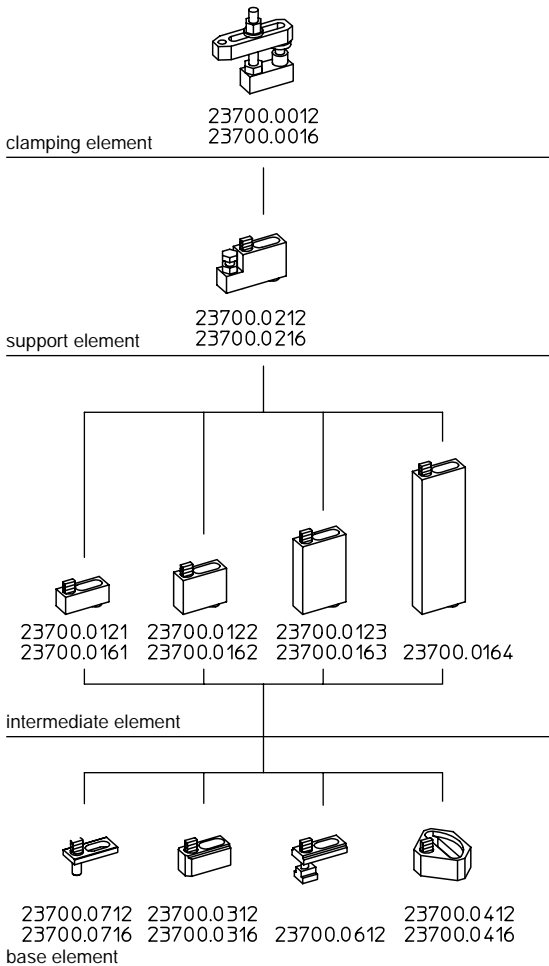 23700.0012
23700.0016
clamping element
23700.0212
23700.0216
support element
23700.0121 23700.0122 23700.0123
23700.0161 23700.0162 23700.0163 23700.0164
intermediate element
23700.0712 23700.0312 23700.0412
23700.0716 23700.0316 23700.0612 23700.0416
base element